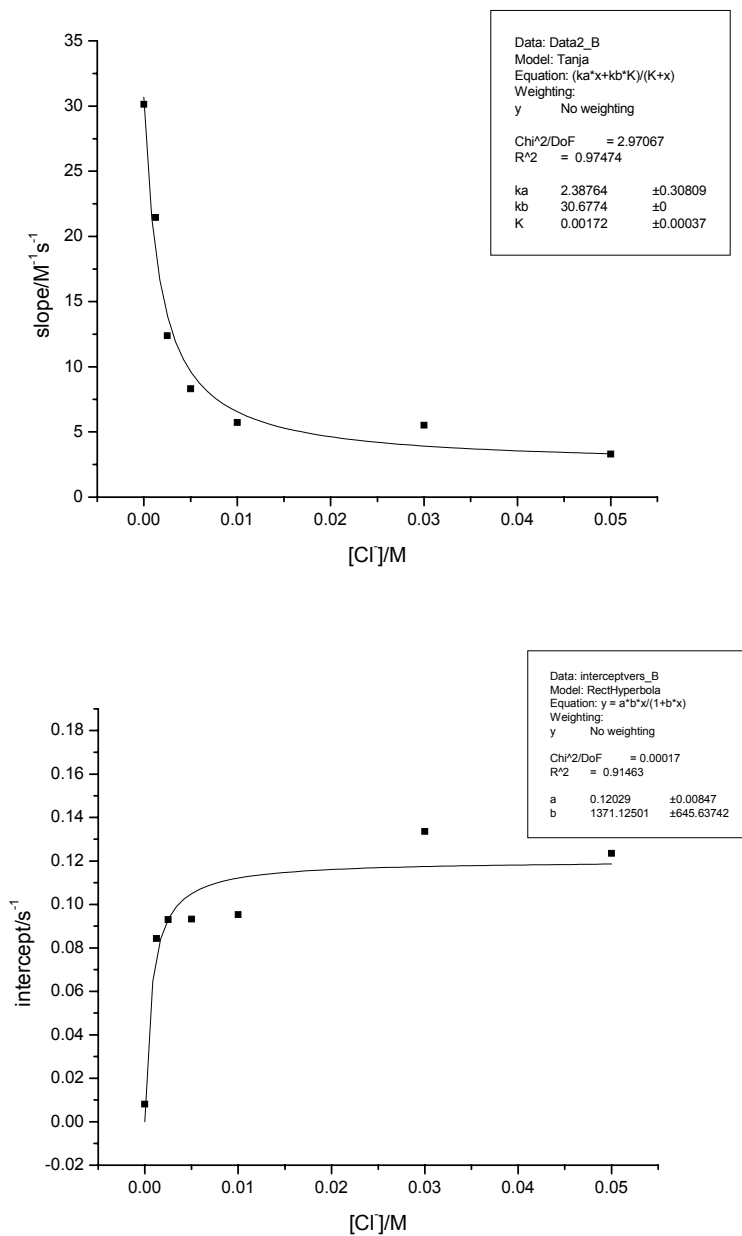 Data: Data2_B
Model: Tanja
Equation: (ka*x+kb*K)/(K+x)
Weighting:
y No weighting
Chi^2/DoF = 2.97067
R^2 = 0.97474
ka 2.38764 ±0.30809
kb 30.6774 ±0
K 0.00172 ±0.00037
slope/M⁻¹s⁻¹
35
30
25
20
15
10
5
0
0.00 0.01 0.02 0.03 0.04 0.05
[Cl⁻]/M
Data: interceptvers_B
Model: RectHyperbola
Equation: y = a*b*x/(1+b*x)
Weighting:
y No weighting
Chi^2/DoF = 0.00017
R^2 = 0.91463
a 0.12029 ±0.00847
b 1371.12501 ±645.63742
intercept/s⁻¹
0.18
0.16
0.14
0.12
0.10
0.08
0.06
0.04
0.02
0.00
-0.02
0.00 0.01 0.02 0.03 0.04 0.05
[Cl⁻]/M